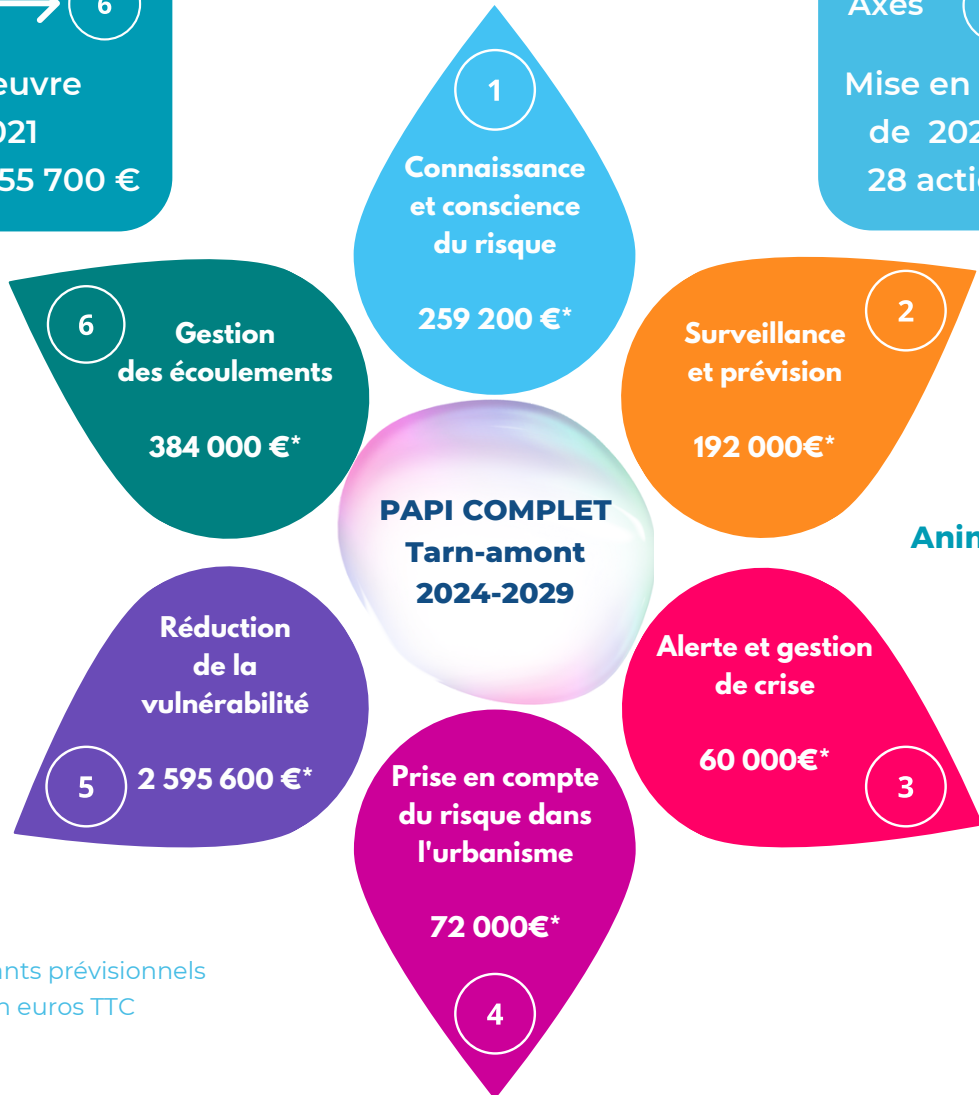 6
021
55 700 €
Axes
Mise en
de 202
28 acti
1
Connaissance
et conscience
du risque
259 200 €*
2
Surveillance
et prévision
192 000€*
6
Gestion
des écoulements
384 000 €*
PAPI COMPLET
Tarn-amont
2024-2029
Anim
Alerte et gestion
de crise
60 000€*
3
Réduction
de la
vulnérabilité
5
2 595 600 €*
Prise en compte
du risque dans
l'urbanisme
72 000€*
4
prévisionnels
euros TTC